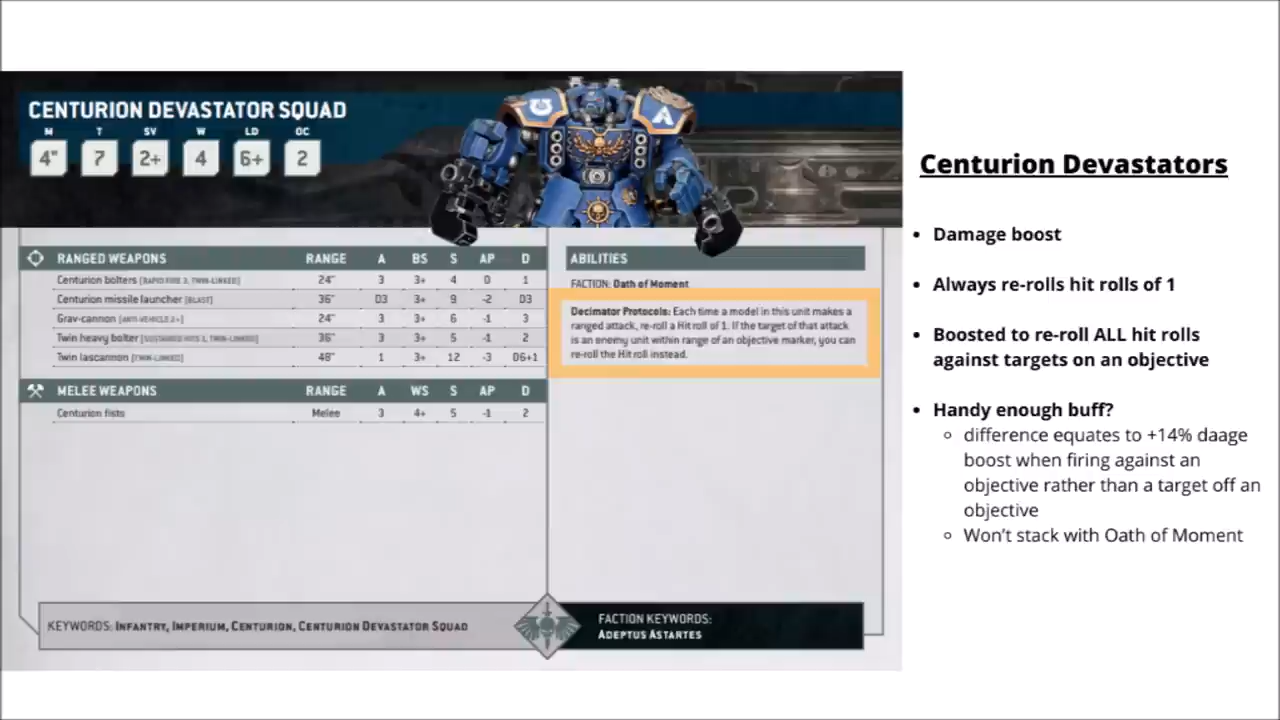 CENTURION DEVASTATOR SQUAD
M T SV W LD OC
4" 7 2+ 4 6+ 2
RANGED WEAPONS RANGE A BS S AP D
Centurion bolters [RAPID FIRE 3, TWIN-LINKED] 24" 3 3+ 4 0 1
Centurion missile launcher [BLAST] 36" D3 3+ 9 -2 D3
Grav-cannon [ANTI-VEHICLE 2+] 24" 3 3+ 6 -1 3
Twin heavy bolter [SUSTAINED HITS 1, TWIN-LINKED] 36" 3 3+ 5 -1 2
Twin lascannon [TWIN-LINKED] 48" 1 3+ 12 -3 D6+1
MELEE WEAPONS RANGE A WS S AP D
Centurion fists Melee 3 4+ 5 -1 2
ABILITIES
FACTION: Oath of Moment
Decimator Protocols: Each time a model in this unit makes a
ranged attack, re-roll a Hit roll of 1. If the target of that attack
is an enemy unit within range of an objective marker, you can
re-roll the Hit roll instead.
KEYWORDS: INFANTRY, IMPERIUM, CENTURION, CENTURION DEVASTATOR SQUAD
FACTION KEYWORDS:
ADEPTUS ASTARTES
Centurion Devastators
• Damage boost
• Always re-rolls hit rolls of 1
• Boosted to re-roll ALL hit rolls
against targets on an objective
• Handy enough buff?
○ difference equates to +14% daage
boost when firing against an
objective rather than a target off an
objective
○ Won't stack with Oath of Moment